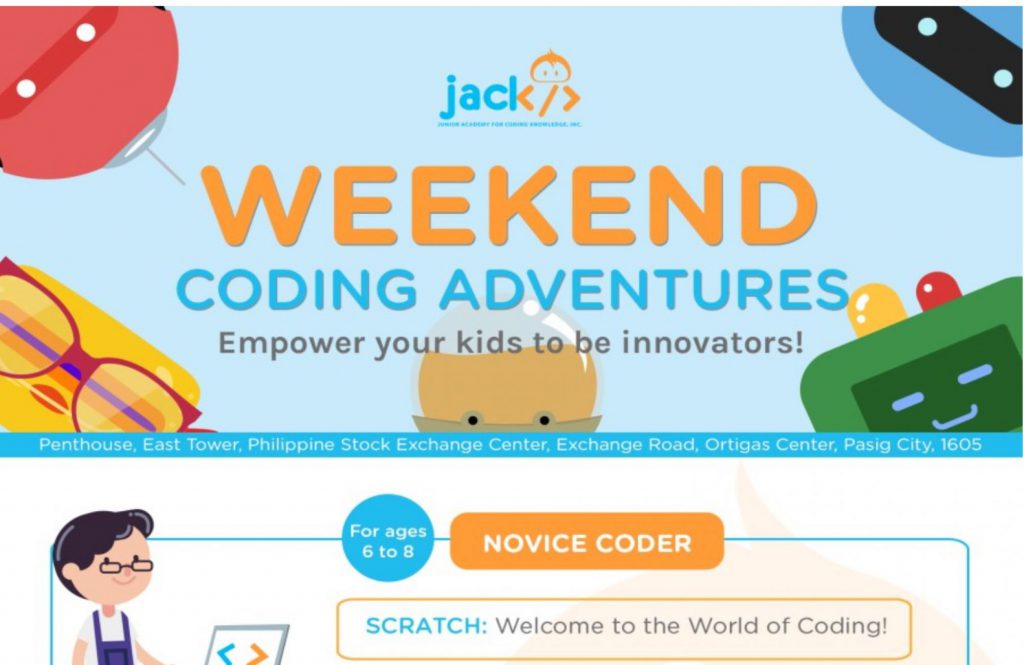 jack</>
JUNIOR ACADEMY FOR CODING KNOWLEDGE, INC.
WEEKEND
CODING ADVENTURES
Empower your kids to be innovators!
Penthouse, East Tower, Philippine Stock Exchange Center, Exchange Road, Ortigas Center, Pasig City, 1605
For ages
6 to 8
NOVICE CODER
SCRATCH: Welcome to the World of Coding!